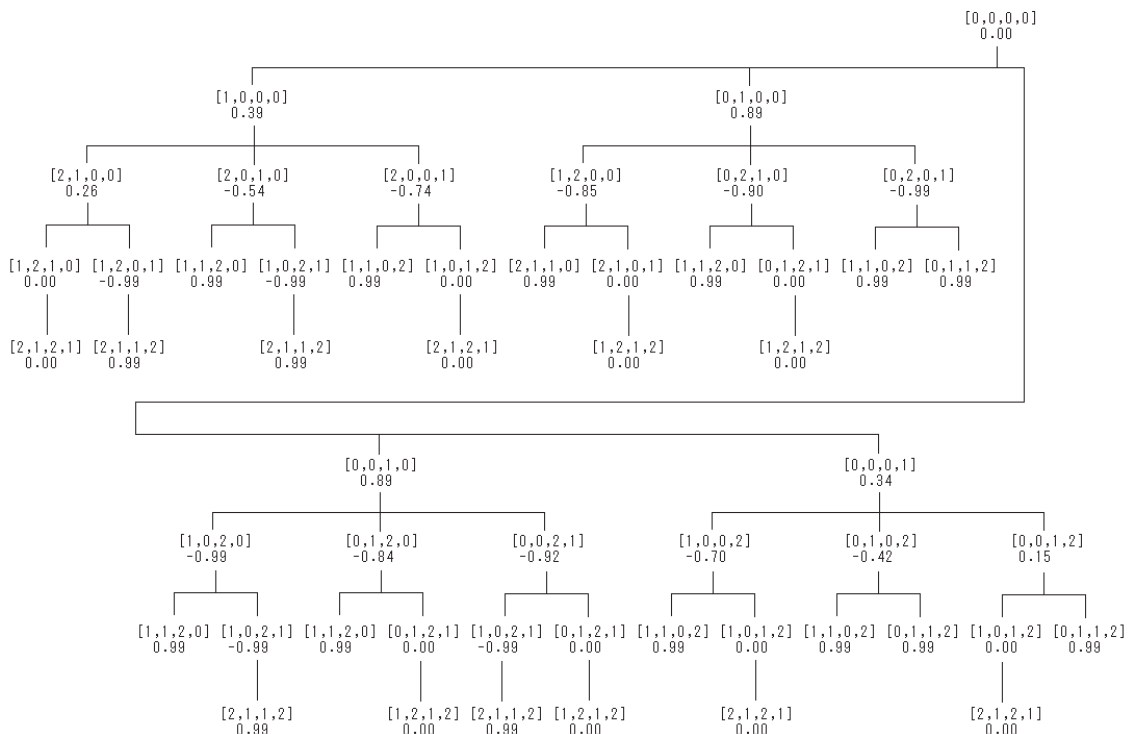 [0,0,0,0]
0.00
[1,0,0,0] [0,1,0,0]
0.39 0.89
[2,1,0,0] [2,0,1,0] [2,0,0,1] [1,2,0,0] [0,2,1,0] [0,2,0,1]
0.26 -0.54 -0.74 -0.85 -0.90 -0.99
[1,2,1,0] [1,2,0,1] [1,1,2,0] [1,0,2,1] [1,1,0,2] [1,0,1,2] [2,1,1,0] [2,1,0,1] [1,1,2,0] [0,1,2,1] [1,1,0,2] [0,1,1,2]
0.00 -0.99 0.99 -0.99 0.99 0.00 0.99 0.00 0.99 0.00 0.99 0.99
[2,1,2,1] [2,1,1,2] [2,1,1,2] [2,1,2,1] [1,2,1,2] [1,2,1,2]
0.00 0.99 0.99 0.00 0.00 0.00
[0,0,1,0] [0,0,0,1]
0.89 0.34
[1,0,2,0] [0,1,2,0] [0,0,2,1] [1,0,0,2] [0,1,0,2] [0,0,1,2]
-0.99 -0.84 -0.92 -0.70 -0.42 0.15
[1,1,2,0] [1,0,2,1] [1,1,2,0] [0,1,2,1] [1,0,2,1] [0,1,2,1] [1,1,0,2] [1,0,1,2] [1,1,0,2] [0,1,1,2] [1,0,1,2] [0,1,1,2]
0.99 -0.99 0.99 0.00 -0.99 0.00 0.99 0.00 0.99 0.99 0.00 0.99
[2,1,1,2] [1,2,1,2] [2,1,1,2] [1,2,1,2] [2,1,2,1] [2,1,2,1]
0.99 0.00 0.99 0.00 0.00 0.00